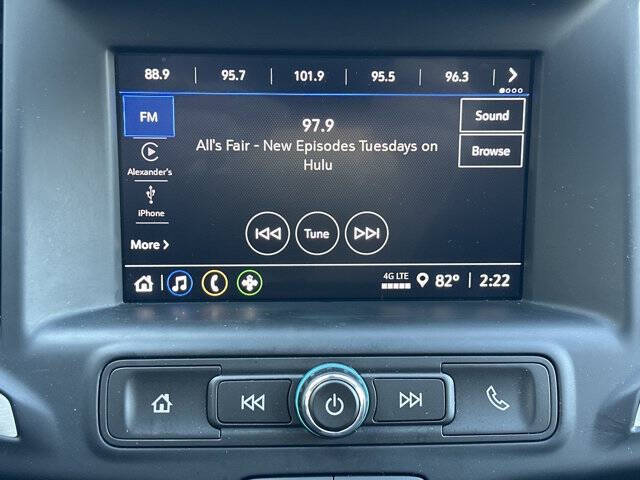 88.9 95.7 101.9 95.5 96.3
FM
97.9
Sound
All's Fair - New Episodes Tuesdays on
Hulu
Browse
Alexander's
iPhone
More
Tune
4G LTE
82° 2:22